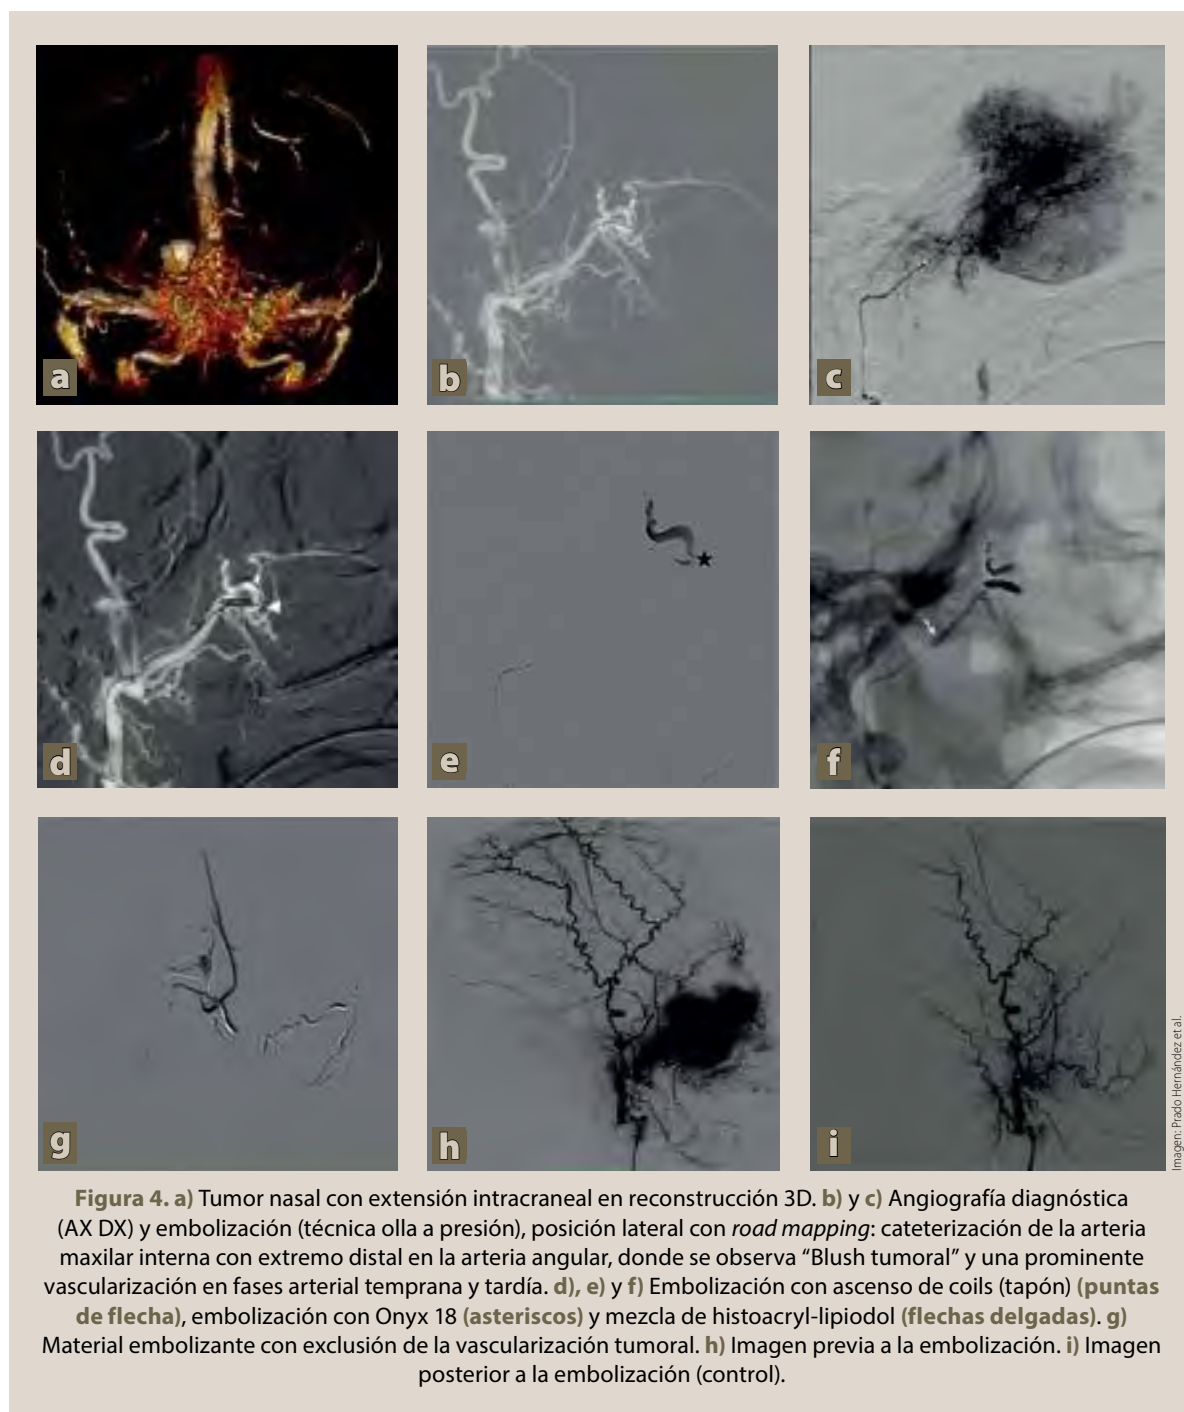 a
b
c
d
e
f
g
h
i
Imagen: Prado Hernández et al.
Figura 4. a) Tumor nasal con extensión intracraneal en reconstrucción 3D. b) y c) Angiografía diagnóstica
(AX DX) y embolización (técnica olla a presión), posición lateral con road mapping: cateterización de la arteria
maxilar interna con extremo distal en la arteria angular, donde se observa “Blush tumoral” y una prominente
vascularización en fases arterial temprana y tardía. d), e) y f) Embolización con ascenso de coils (tapón) (puntas
de flecha), embolización con Onyx 18 (asteriscos) y mezcla de histoacryl-lipiodol (flechas delgadas). g)
Material embolizante con exclusión de la vascularización tumoral. h) Imagen previa a la embolización. i) Imagen
posterior a la embolización (control).